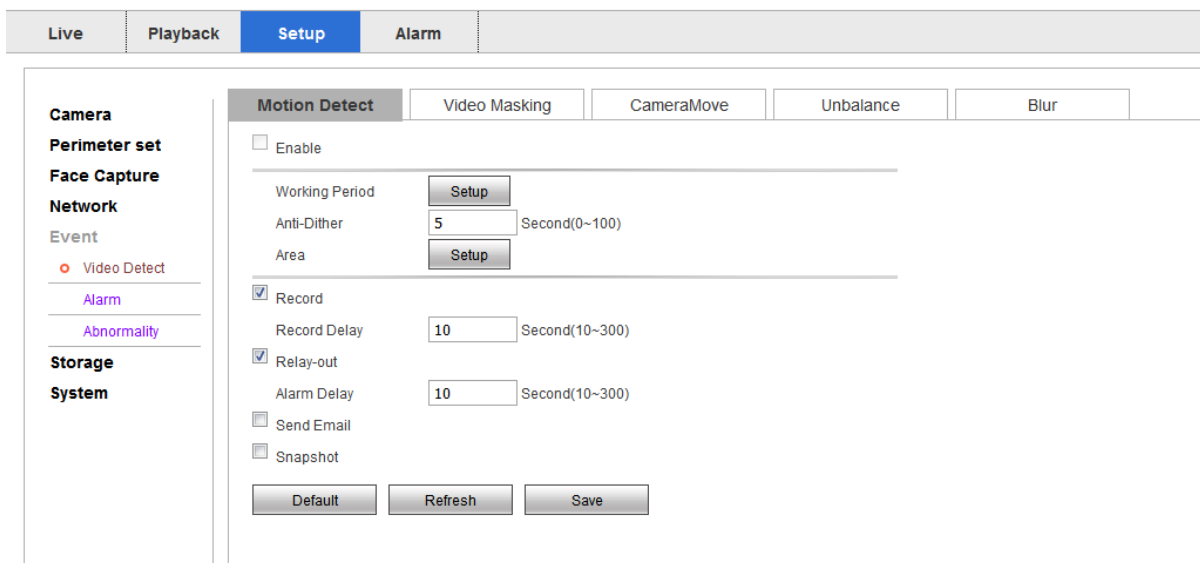 Live Playback Setup Alarm
Camera
Perimeter set
Face Capture
Network
Event
Video Detect
Alarm
Abnormality
Storage
System
Motion Detect Video Masking CameraMove Unbalance Blur
Enable
Working Period Setup
Anti-Dither 5 Second(0~100)
Area Setup
Record
Record Delay 10 Second(10~300)
Relay-out
Alarm Delay 10 Second(10~300)
Send Email
Snapshot
Default Refresh Save